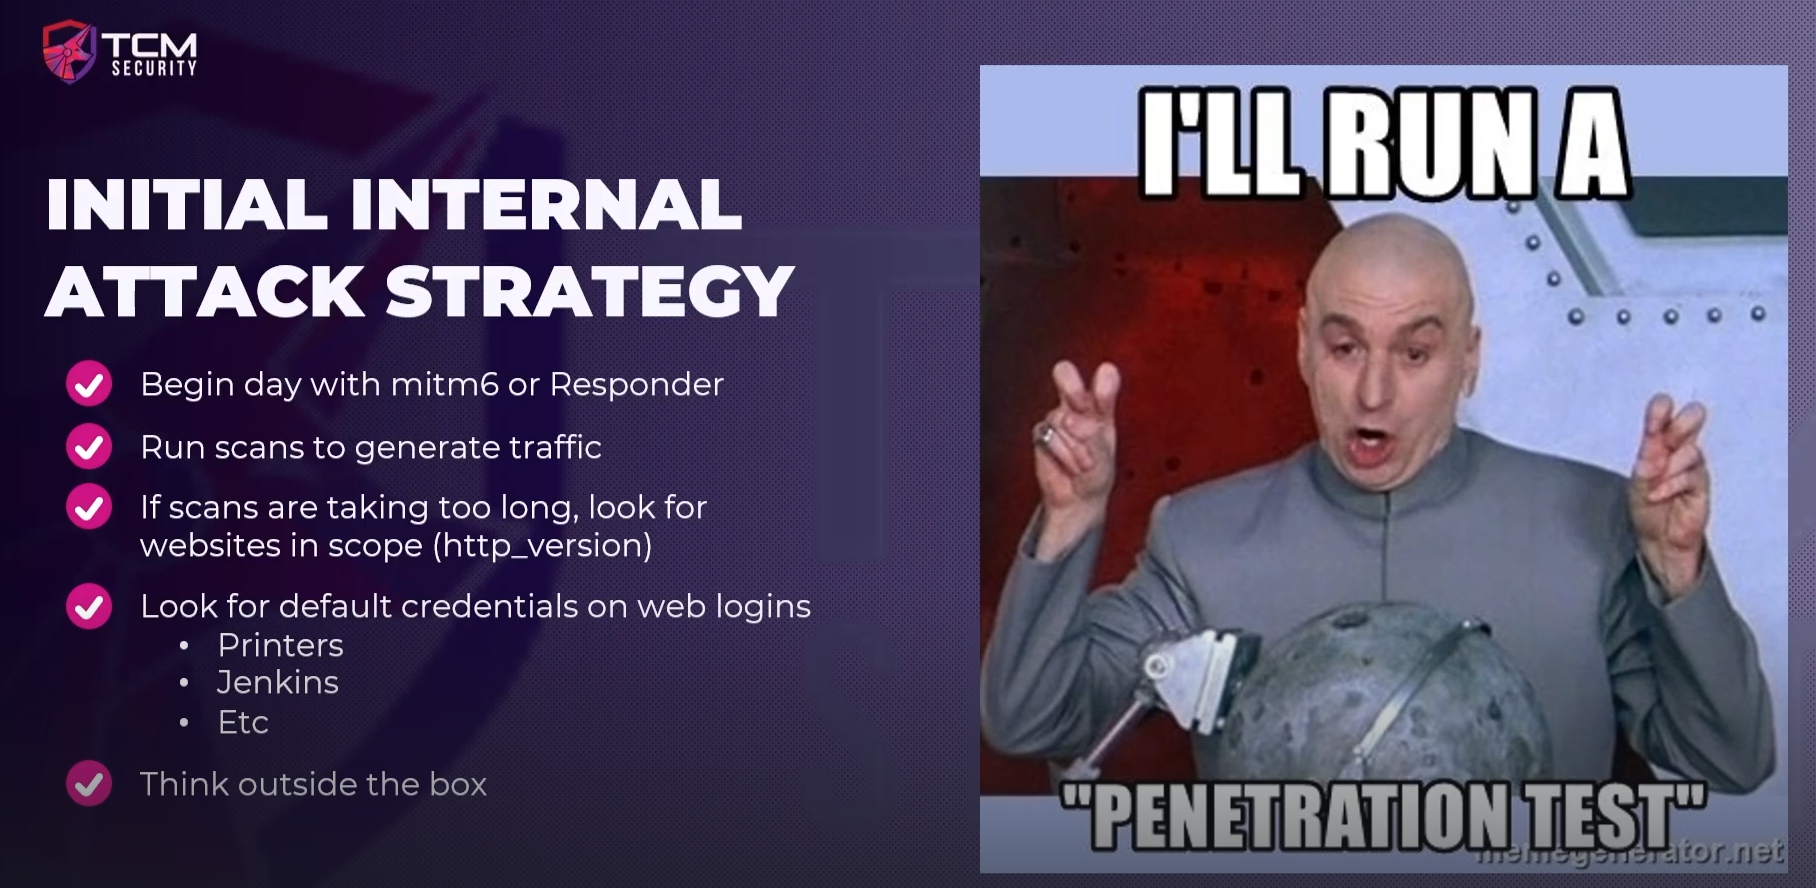 TCM
SECURITY
INITIAL INTERNAL
ATTACK STRATEGY
Begin day with mitm6 or Responder
Run scans to generate traffic
If scans are taking too long, look for
websites in scope (http_version)
Look for default credentials on web logins
• Printers
• Jenkins
• Etc
Think outside the box
I'LL RUN A
"PENETRATION TEST"
memegenerator.net